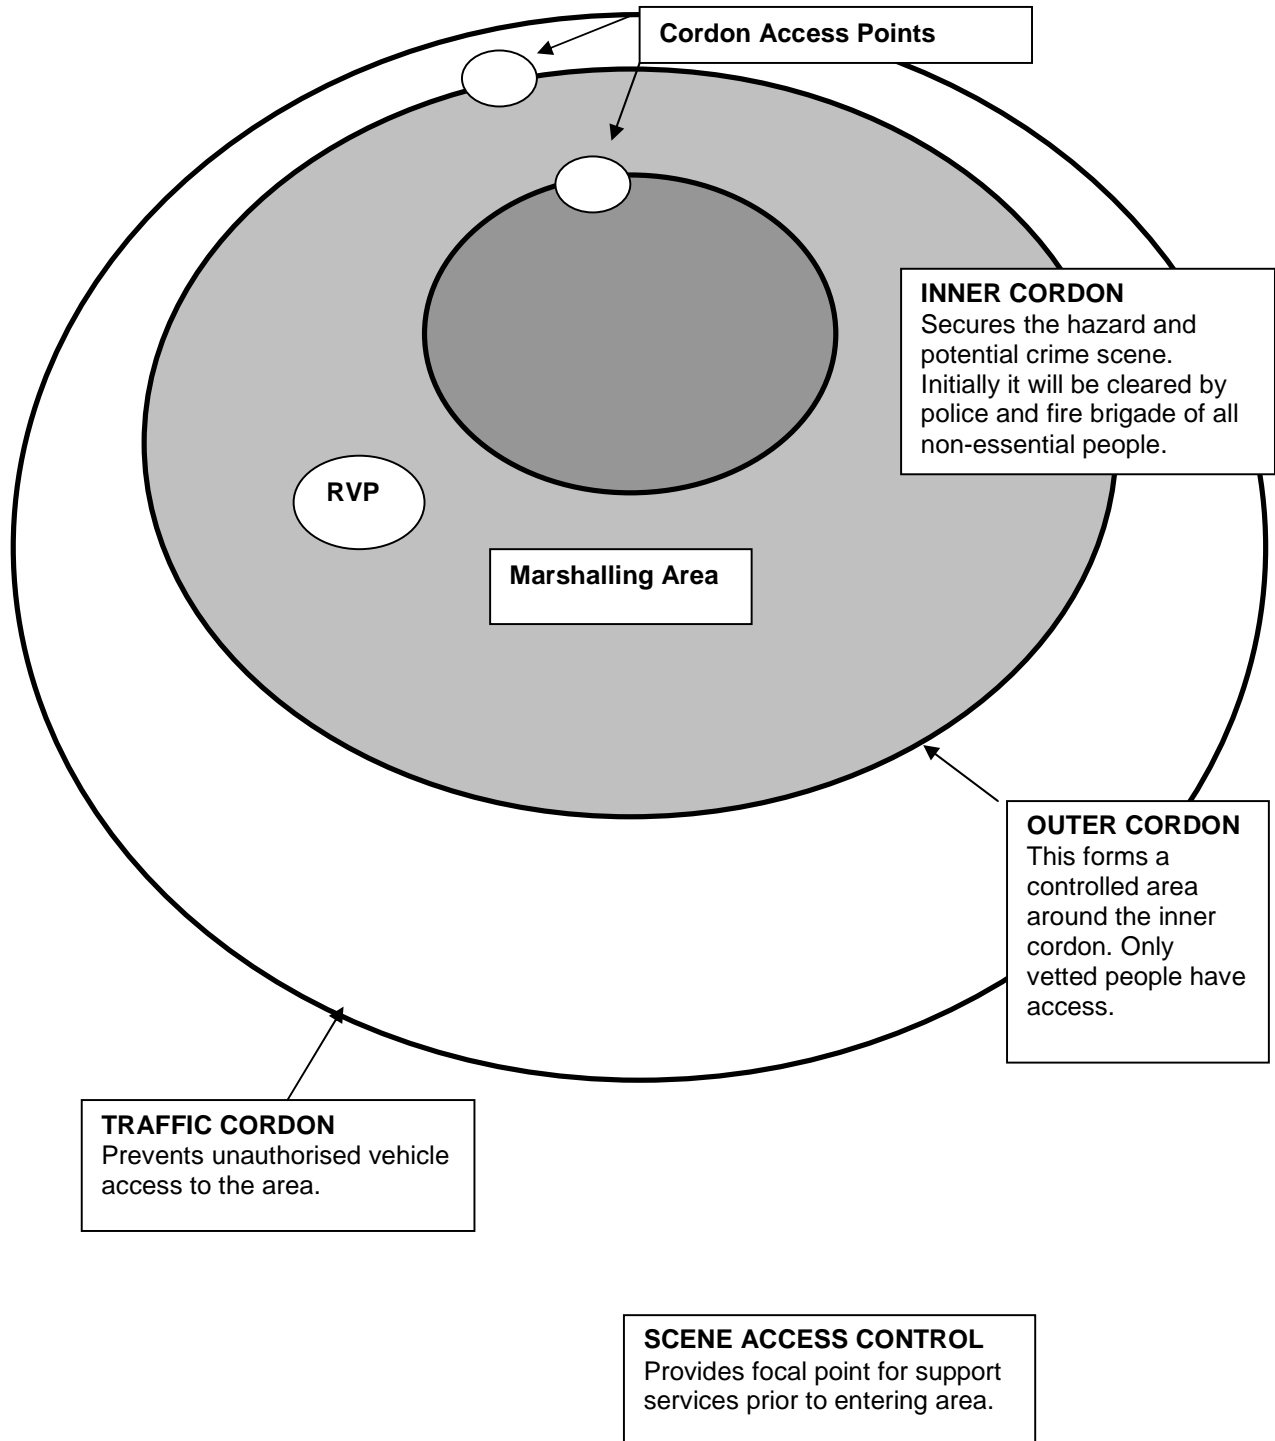 Cordon Access Points
INNER CORDON
Secures the hazard and
potential crime scene.
Initially it will be cleared by
police and fire brigade of all
non-essential people.
RVP
Marshalling Area
OUTER CORDON
This forms a
controlled area
around the inner
cordon. Only
vetted people have
access.
TRAFFIC CORDON
Prevents unauthorised vehicle
access to the area.
SCENE ACCESS CONTROL
Provides focal point for support
services prior to entering area.